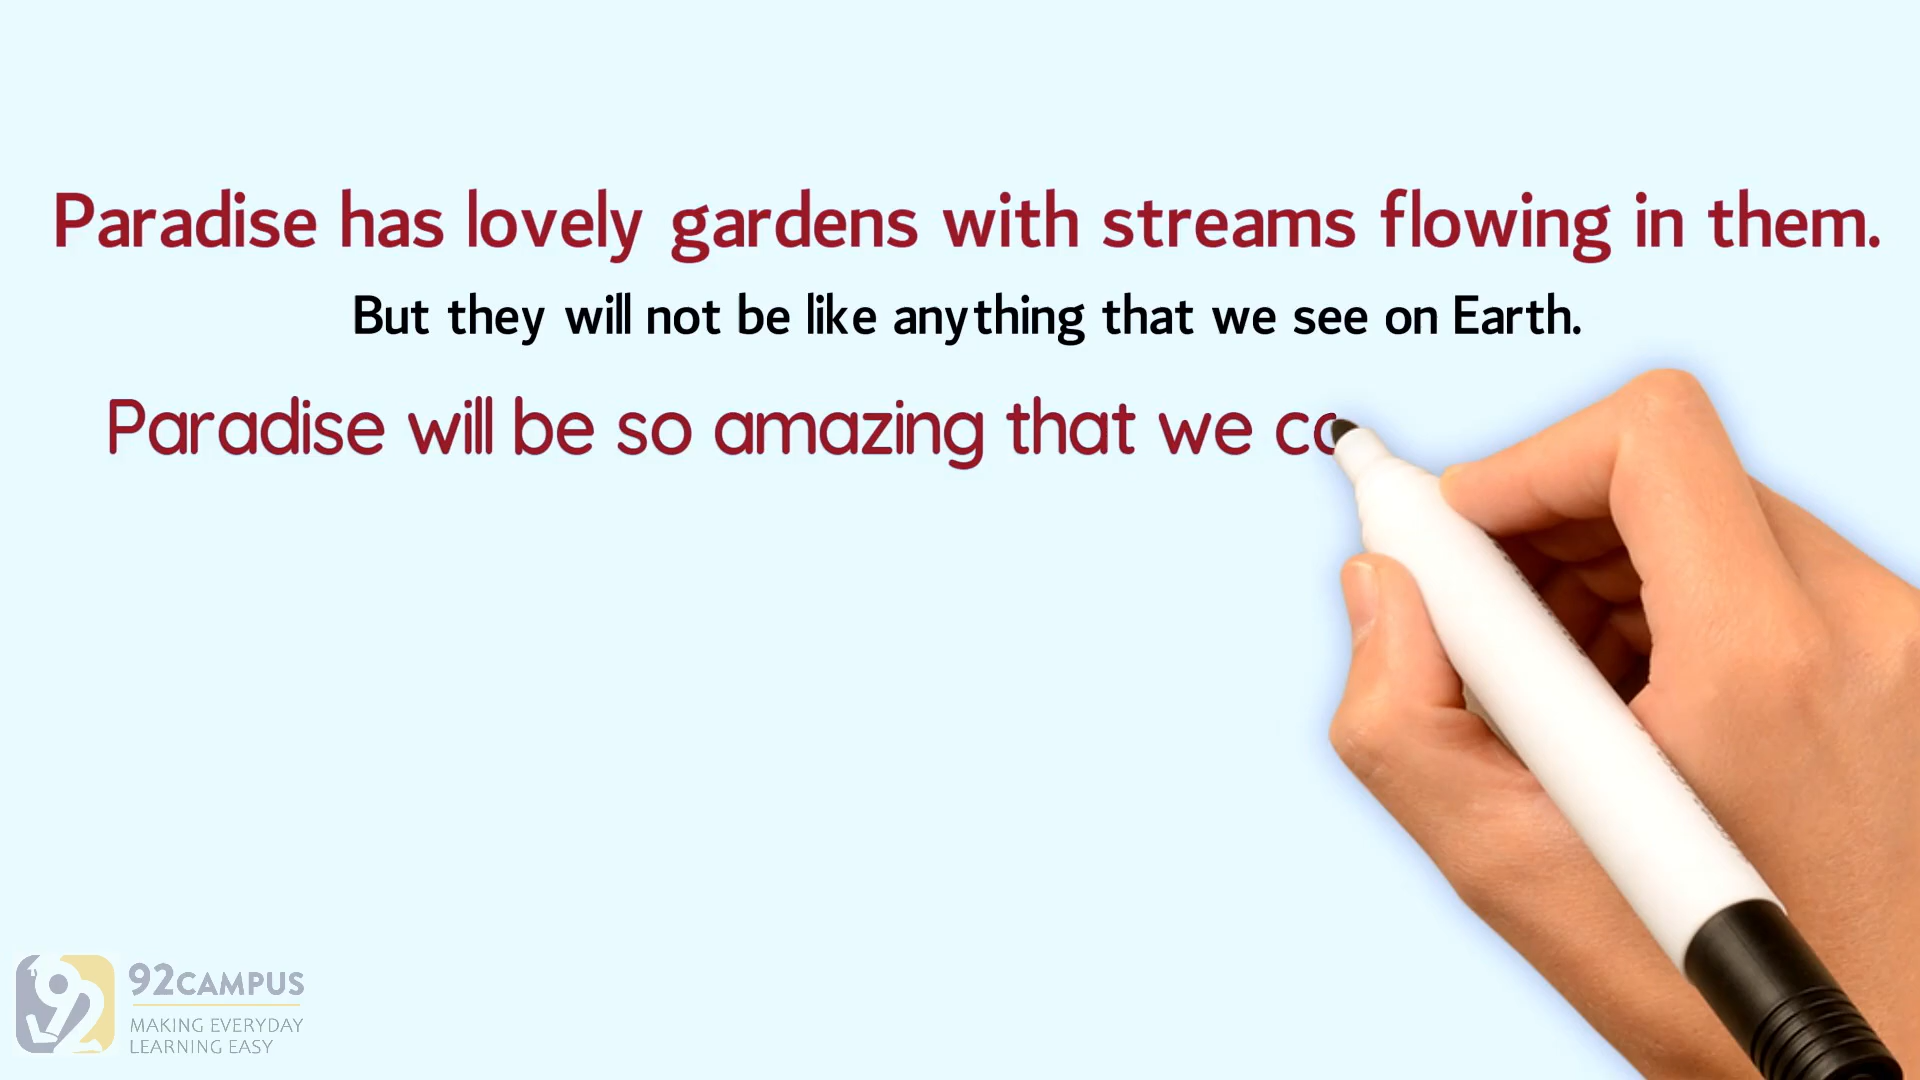 Paradise has lovely gardens with streams flowing in them.
But they will not be like anything that we see on Earth.
Paradise will be so amazing that we
92CAMPUS
MAKING EVERYDAY
LEARNING EASY